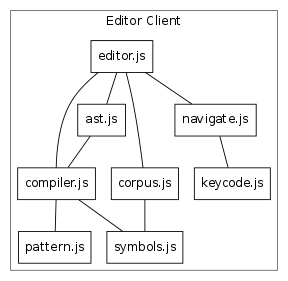 Editor Client
editor.js
ast.js
navigate.js
compiler.js
corpus.js
keycode.js
pattern.js
symbols.js